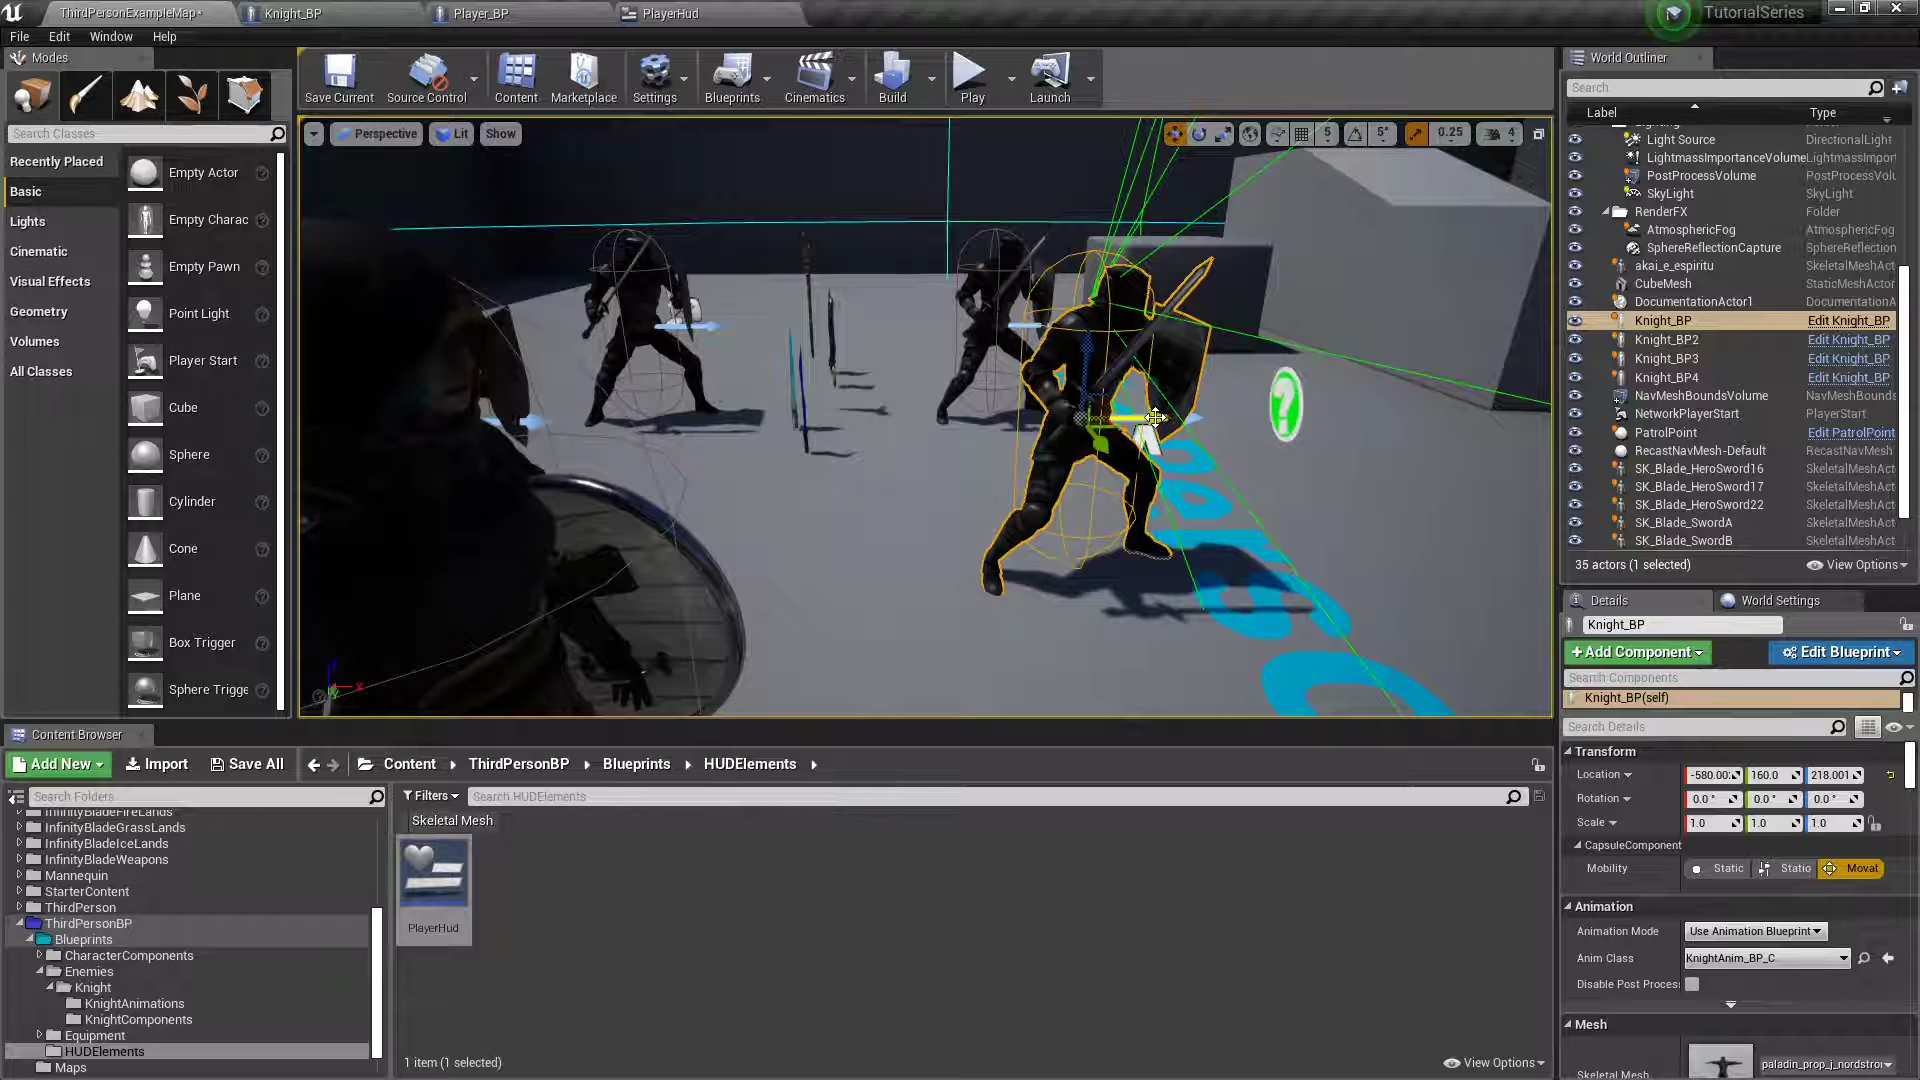 ThirdPersonExampleMap*
Knight_BP
Player_BP
PlayerHud
TutorialSeries
File
Edit
Window
Help
Modes
World Outliner
Save Current
Source Control
Content
Marketplace
Settings
Blueprints
Cinematics
Build
Play
Launch
Search
Label
Type
Search Classes
Perspective
Lit
Show
5
5°
0.25
4
Recently Placed
Basic
Lights
Cinematic
Visual Effects
Geometry
Volumes
All Classes
Empty Actor
Empty Charac
Empty Pawn
Point Light
Player Start
Cube
Sphere
Cylinder
Cone
Plane
Box Trigger
Sphere Trigge
Light Source DirectionalLight
LightmassImportanceVolume LightmassImpor
PostProcessVolume PostProcessVolu
SkyLight SkyLight
RenderFX Folder
AtmosphericFog AtmosphericFog
SphereReflectionCapture SphereReflection
akai_e_espiritu SkeletalMeshAct
CubeMesh StaticMeshActor
DocumentationActor1 DocumentationA
Knight_BP Edit Knight_BP
Knight_BP2 Edit Knight_BP
Knight_BP3 Edit Knight_BP
Knight_BP4 Edit Knight_BP
NavMeshBoundsVolume NavMeshBounds
NetworkPlayerStart PlayerStart
PatrolPoint Edit PatrolPoint
RecastNavMesh-Default RecastNavMesh
SK_Blade_HeroSword16 SkeletalMeshAct
SK_Blade_HeroSword17 SkeletalMeshAct
SK_Blade_HeroSword22 SkeletalMeshAct
SK_Blade_SwordA SkeletalMeshAct
SK_Blade_SwordB SkeletalMeshAct
35 actors (1 selected)
View Options
Details
World Settings
Knight_BP
+Add Component
Edit Blueprint
Search Components
Knight_BP(self)
Search Details
Transform
Location -580.00 160.0 218.001
Rotation 0.0 ° 0.0 ° 0.0 °
Scale 1.0 1.0 1.0
CapsuleComponent
Mobility Static Statio Moval
Animation
Animation Mode Use Animation Blueprint
Anim Class KnightAnim_BP_C
Disable Post Proces
Mesh
Skeletal Mesh paladin_prop_j_nordstro
Content Browser
Add New
Import
Save All
Content
ThirdPersonBP
Blueprints
HUDElements
Search Folders
Filters
Search HUDElements
Skeletal Mesh
InfinityBladeFireLands
InfinityBladeGrassLands
InfinityBladeIceLands
InfinityBladeWeapons
Mannequin
StarterContent
ThirdPerson
ThirdPersonBP
Blueprints
CharacterComponents
Enemies
Knight
KnightAnimations
KnightComponents
Equipment
HUDElements
Maps
PlayerHud
1 item (1 selected)
View Options